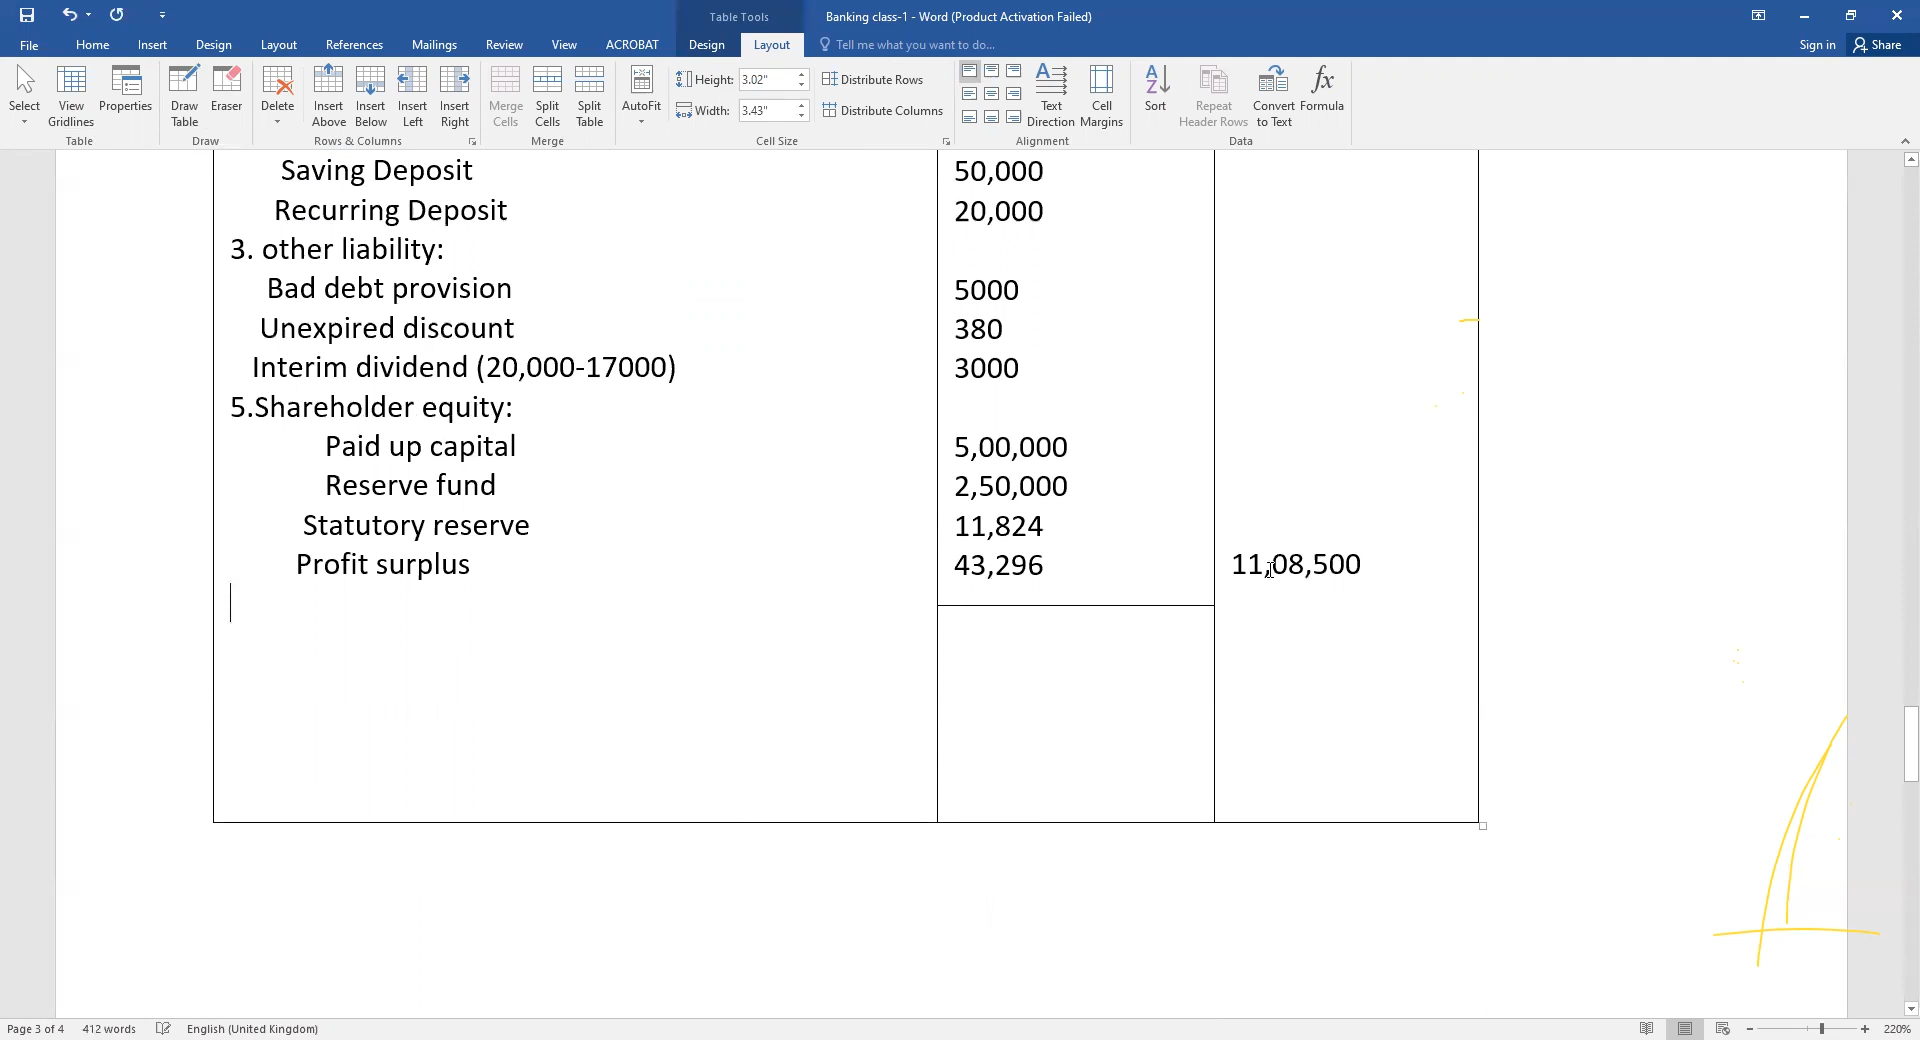 Table Tools
Banking class-1 - Word (Product Activation Failed)
File Home Insert Design Layout References Mailings Review View ACROBAT Design Layout Tell me what you want to do... Sign in Share
Select
View Gridlines
Properties
Table
Draw Table
Eraser
Draw
Delete
Insert Above
Insert Below
Insert Left
Insert Right
Rows & Columns
Merge Cells
Split Cells
Split Table
Merge
AutoFit
Height: 3.02"
Width: 3.43"
Distribute Rows
Distribute Columns
Cell Size
Text Direction
Cell Margins
Alignment
Sort
Repeat Header Rows
Convert to Text
Formula
Data
Saving Deposit 50,000
Recurring Deposit 20,000
3. other liability:
Bad debt provision 5000
Unexpired discount 380
Interim dividend (20,000-17000) 3000
5.Shareholder equity:
Paid up capital 5,00,000
Reserve fund 2,50,000
Statutory reserve 11,824
Profit surplus 43,296 11,08,500
Page 3 of 4 412 words English (United Kingdom) 220%